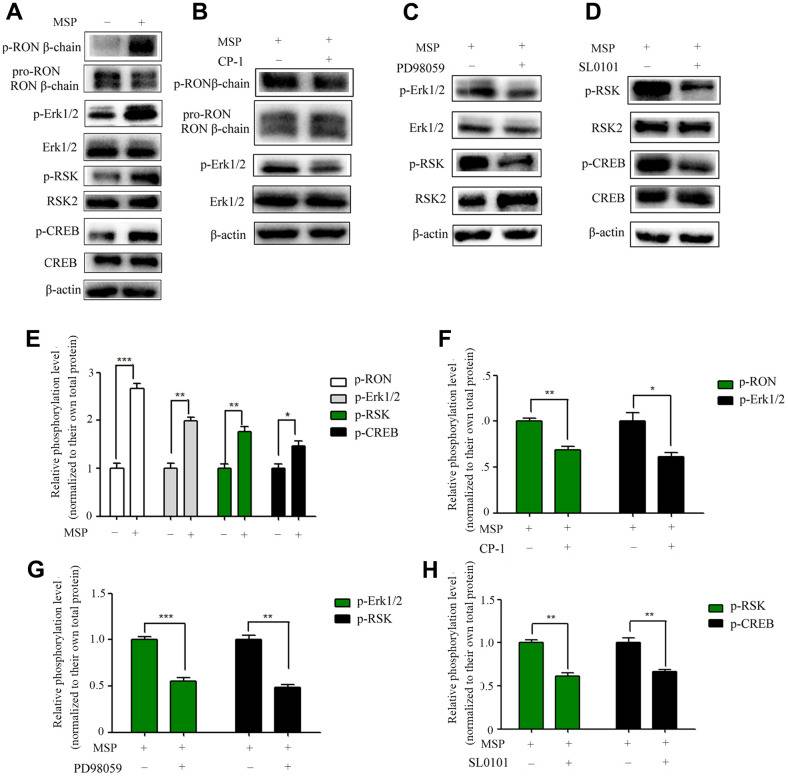 A
MSP − +
p-RON β-chain
pro-RON
RON β-chain
p-Erk1/2
Erk1/2
p-RSK
RSK2
p-CREB
CREB
β-actin
B
MSP + +
CP-1 − +
p-RONβ-chain
pro-RON
RON β-chain
p-Erk1/2
Erk1/2
β-actin
C
MSP + +
PD98059 − +
p-Erk1/2
Erk1/2
p-RSK
RSK2
β-actin
D
MSP + +
SL0101 − +
p-RSK
RSK2
p-CREB
CREB
β-actin
E
Relative phosphorylation level
(normalized to their own total protein)
3
2
1
0
*** ** ** *
p-RON
p-Erk1/2
p-RSK
p-CREB
MSP − + − + − + − +
F
Relative phosphorylation level
(normalized to their own total protein)
.5
1.0
.5
0
** *
p-RON
p-Erk1/2
MSP + + + +
CP-1 − + − +
G
Relative phosphorylation level
(normalized to their own total protein)
1.5
1.0
0.5
0
*** **
p-Erk1/2
p-RSK
MSP + + + +
PD98059 − + − +
H
Relative phosphorylation level
(normalized to their own total protein)
.5
1.0
.5
0
** **
p-RSK
p-CREB
MSP + + + +
SL0101 − + − +